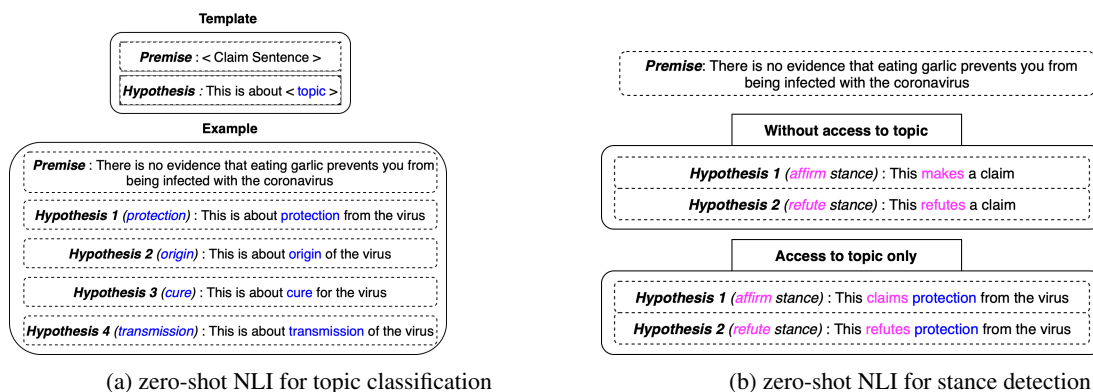 Template
Premise : < Claim Sentence >
Hypothesis : This is about < topic >
Example
Premise : There is no evidence that eating garlic prevents you from
being infected with the coronavirus
Hypothesis 1 (protection) : This is about protection from the virus
Hypothesis 2 (origin) : This is about origin of the virus
Hypothesis 3 (cure) : This is about cure for the virus
Hypothesis 4 (transmission) : This is about transmission of the virus
(a) zero-shot NLI for topic classification
Premise: There is no evidence that eating garlic prevents you from
being infected with the coronavirus
Without access to topic
Hypothesis 1 (affirm stance) : This makes a claim
Hypothesis 2 (refute stance) : This refutes a claim
Access to topic only
Hypothesis 1 (affirm stance) : This claims protection from the virus
Hypothesis 2 (refute stance) : This refutes protection from the virus
(b) zero-shot NLI for stance detection